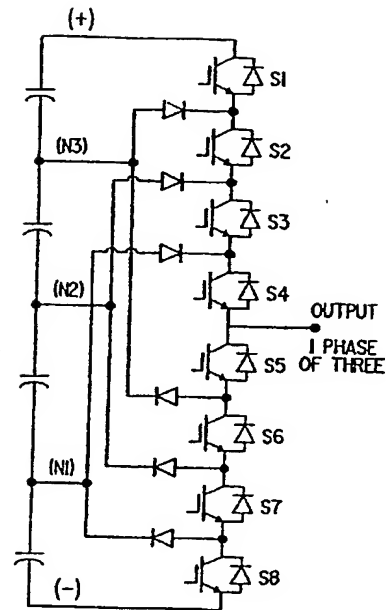 (+)
S1
(N3)
S2
S3
(N2)
S4
OUTPUT
1 PHASE
OF THREE
S5
S6
(N1)
S7
S8
(-)